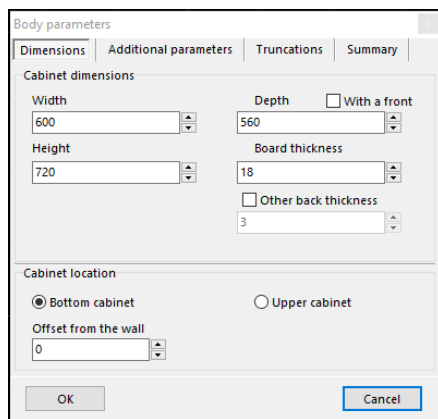 Body parameters
Dimensions Additional parameters Truncations Summary
Cabinet dimensions
Width Depth With a front
600 560
Height Board thickness
720 18
Other back thickness
3
Cabinet location
Bottom cabinet Upper cabinet
Offset from the wall
0
OK Cancel